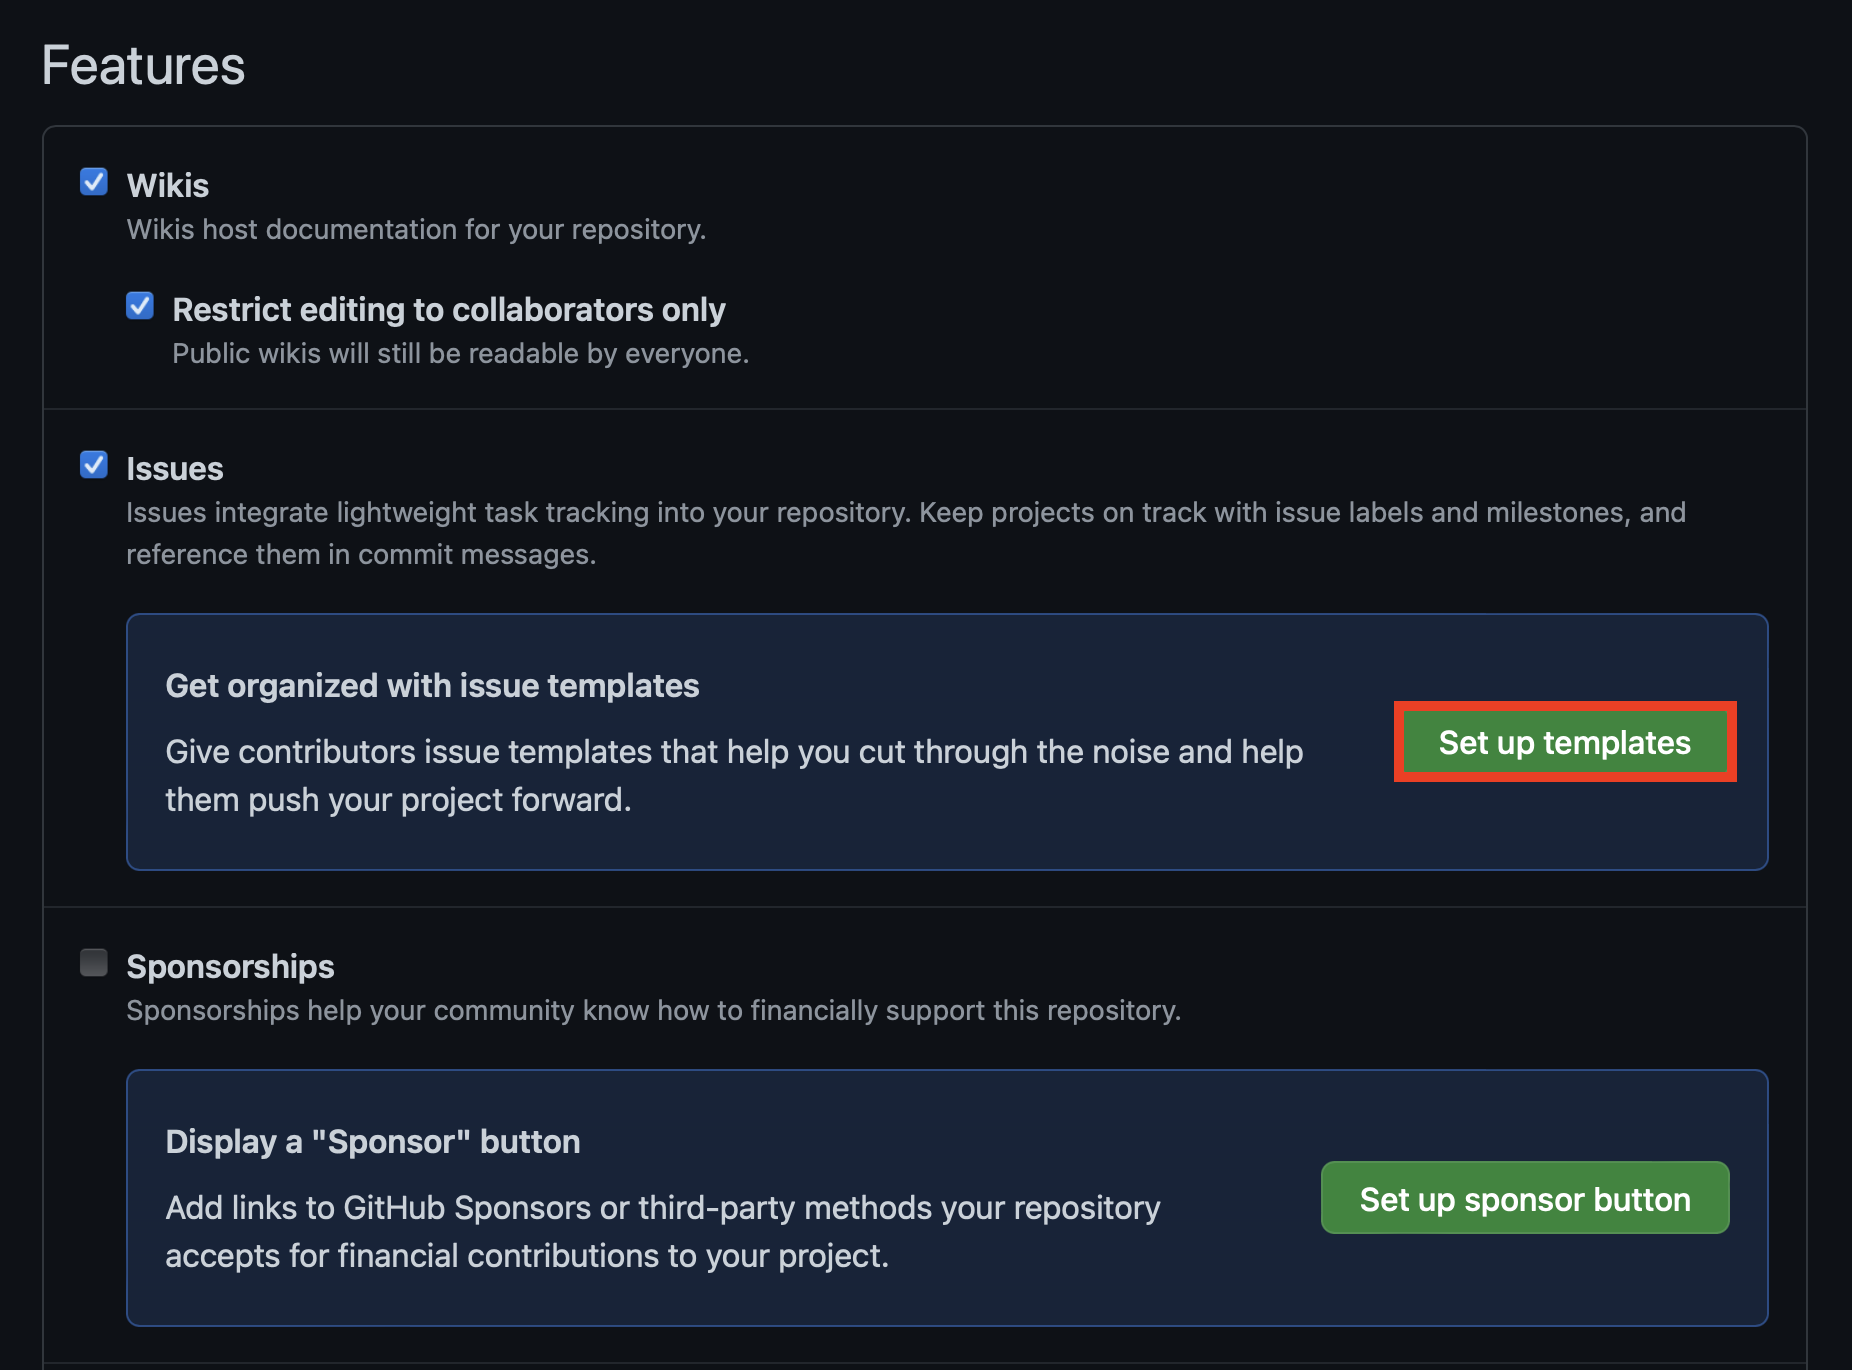 Features
Wikis
Wikis host documentation for your repository.
Restrict editing to collaborators only
Public wikis will still be readable by everyone.
Issues
Issues integrate lightweight task tracking into your repository. Keep projects on track with issue labels and milestones, and
reference them in commit messages.
Get organized with issue templates
Give contributors issue templates that help you cut through the noise and help
them push your project forward.
Set up templates
Sponsorships
Sponsorships help your community know how to financially support this repository.
Display a "Sponsor" button
Add links to GitHub Sponsors or third-party methods your repository
accepts for financial contributions to your project.
Set up sponsor button